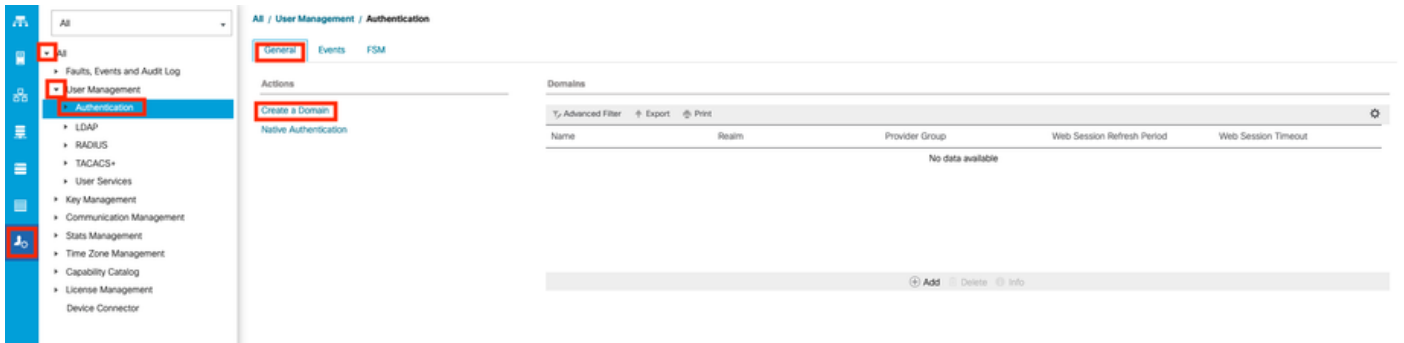 All
All / User Management / Authentication
All
Faults, Events and Audit Log
User Management
Authentication
LDAP
RADIUS
TACACS+
User Services
Key Management
Communication Management
Stats Management
Time Zone Management
Capability Catalog
License Management
Device Connector
General Events FSM
Actions
Create a Domain
Native Authentication
Domains
Advanced Filter Export Print
Name Realm Provider Group Web Session Refresh Period Web Session Timeout
No data available
Add Delete Info